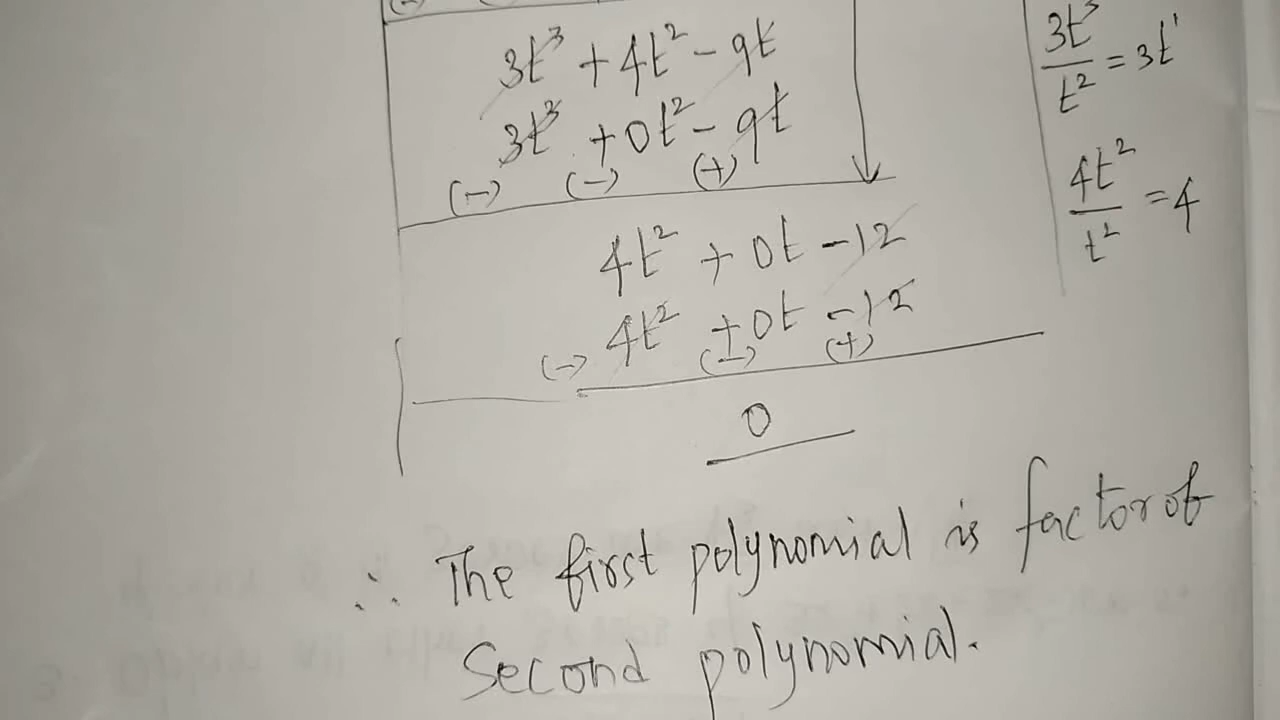 3t³ + 4t² - 9t
3t³ + 0t² - 9t
(-) (-) (+)
4t² + 0t - 12
4t² + 0t - 12
(-) (-) (+)
0
3t³/t² = 3t¹
4t²/t² = 4
∴ The first polynomial is factor of
Second polynomial.